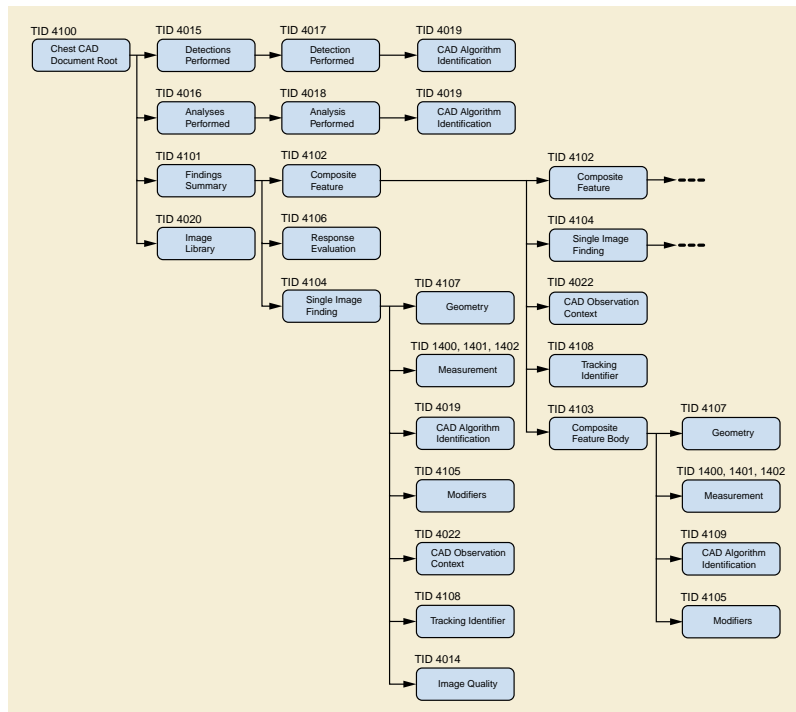 TID 4100
Chest CAD
Document Root
TID 4015
Detections
Performed
TID 4017
Detection
Performed
TID 4019
CAD Algorithm
Identification
TID 4016
Analyses
Performed
TID 4018
Analysis
Performed
TID 4019
CAD Algorithm
Identification
TID 4101
Findings
Summary
TID 4102
Composite
Feature
TID 4102
Composite
Feature
TID 4020
Image
Library
TID 4106
Response
Evaluation
TID 4104
Single Image
Finding
TID 4104
Single Image
Finding
TID 4107
Geometry
TID 4022
CAD Observation
Context
TID 1400, 1401, 1402
Measurement
TID 4108
Tracking
Identifier
TID 4019
CAD Algorithm
Identification
TID 4103
Composite
Feature Body
TID 4107
Geometry
TID 4105
Modifiers
TID 1400, 1401, 1402
Measurement
TID 4022
CAD Observation
Context
TID 4109
CAD Algorithm
Identification
TID 4108
Tracking Identifier
TID 4105
Modifiers
TID 4014
Image Quality